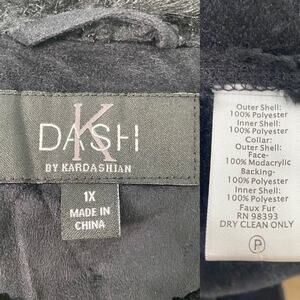 K
DASH
BY KARDASHIAN
1X
MADE IN
CHINA
Outer Shell:
100% Polyester
Inner Shell:
100% Polyester
Collar:
Outer Shell:
Face-
100% Modacrylic
Backing-
100% Polyester
Inner Shell:
100% Polyester
Faux Fur
RN 98393
DRY CLEAN ONLY
P